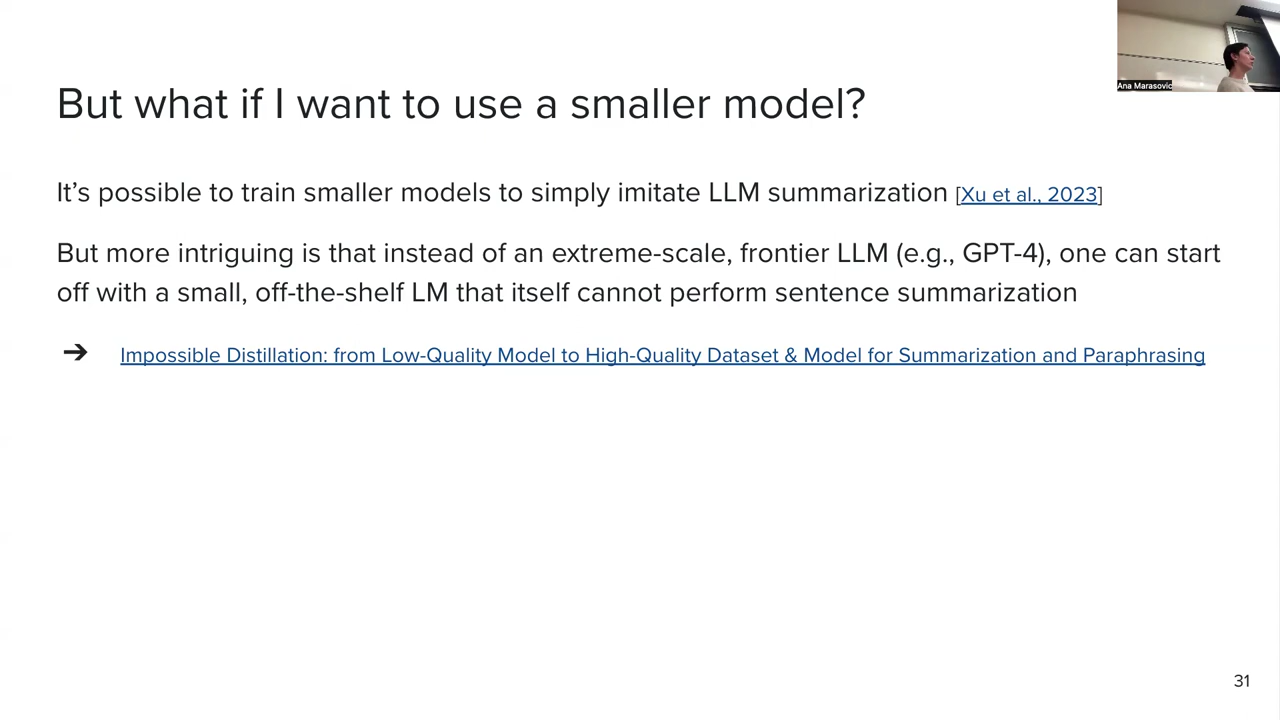 Ana Marasovic
But what if I want to use a smaller model?
It’s possible to train smaller models to simply imitate LLM summarization [Xu et al., 2023]
But more intriguing is that instead of an extreme-scale, frontier LLM (e.g., GPT-4), one can start
off with a small, off-the-shelf LM that itself cannot perform sentence summarization
➔ Impossible Distillation: from Low-Quality Model to High-Quality Dataset & Model for Summarization and Paraphrasing
31